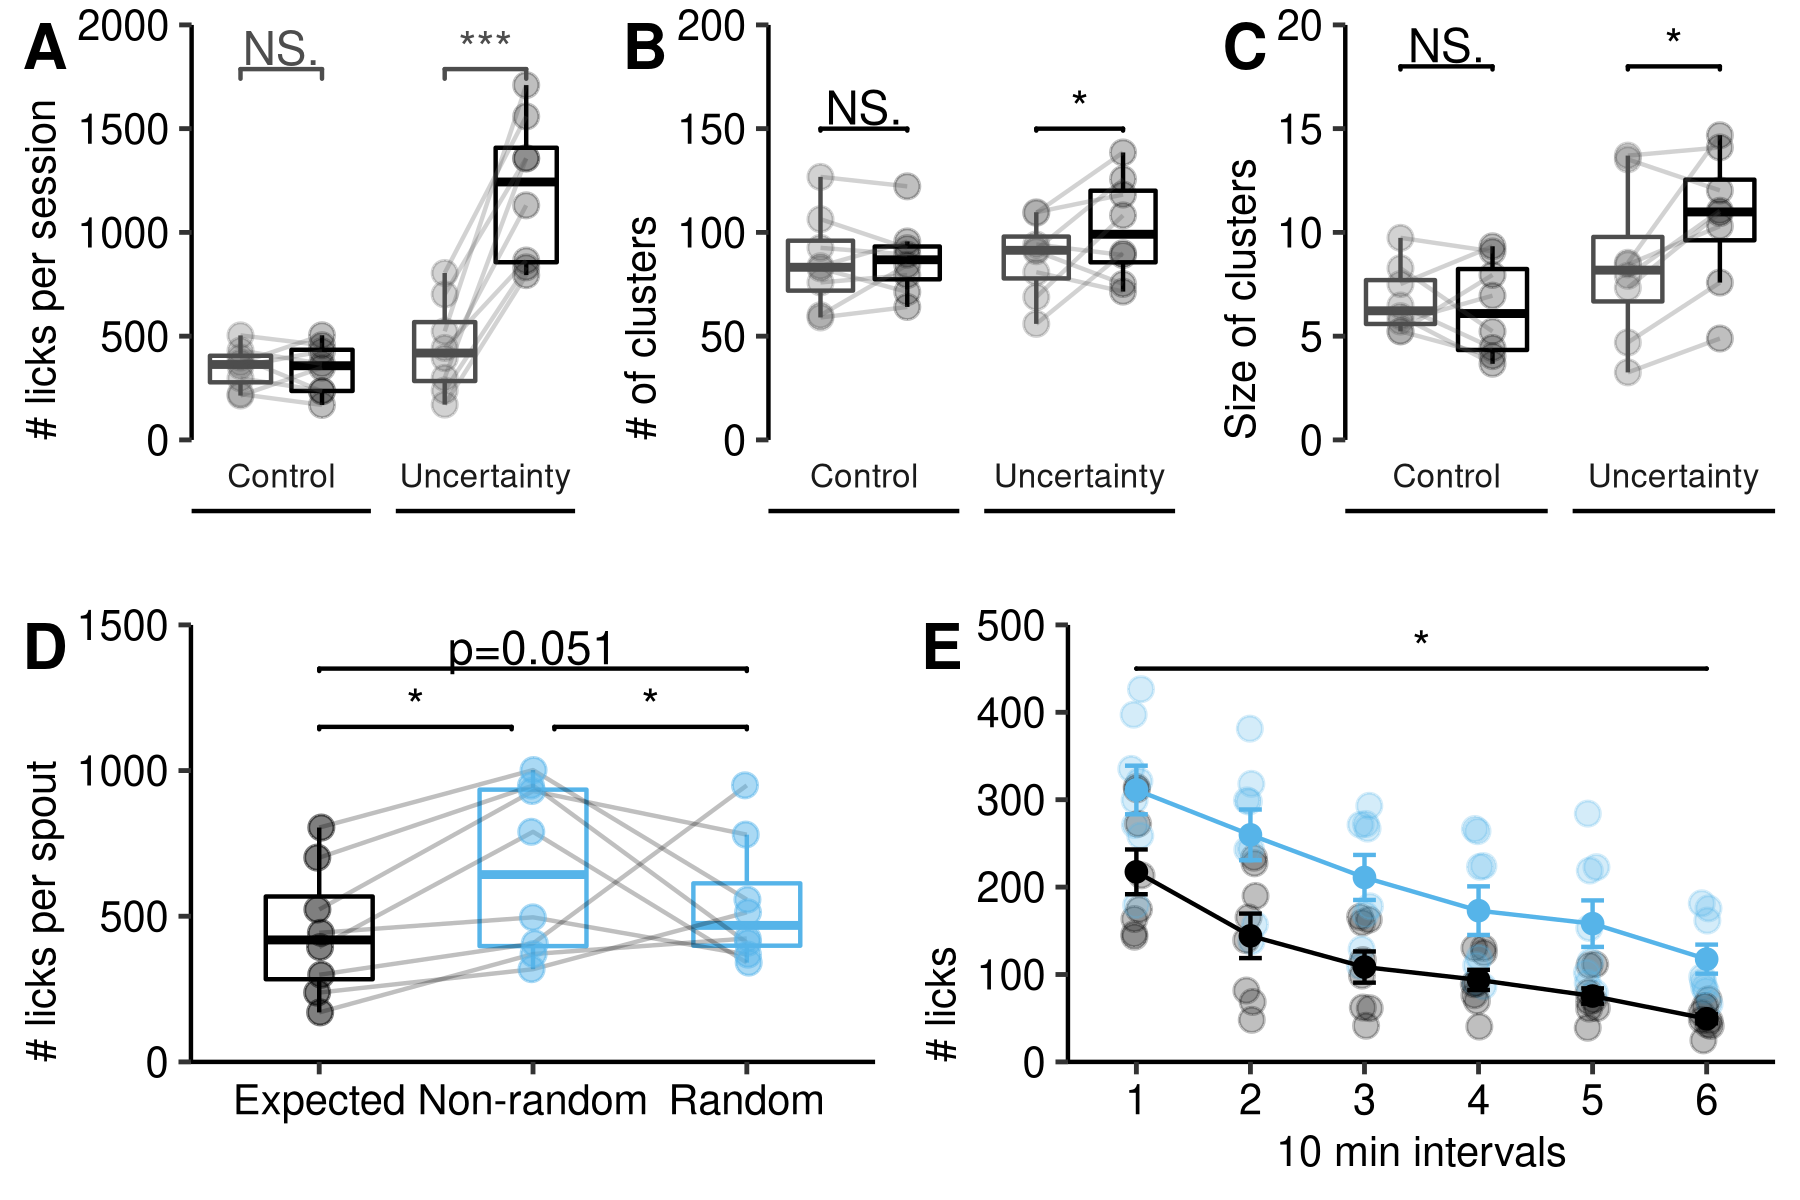 A
# licks per session
2000
1500
1000
500
0
NS.
***
Control
Uncertainty
B
# of clusters
200
150
100
50
0
NS.
*
Control
Uncertainty
C
Size of clusters
20
15
10
5
0
NS.
*
Control
Uncertainty
D
# licks per spout
1500
1000
500
0
p=0.051
*
*
Expected
Non-random
Random
E
# licks
500
400
300
200
100
0
*
1
2
3
4
5
6
10 min intervals